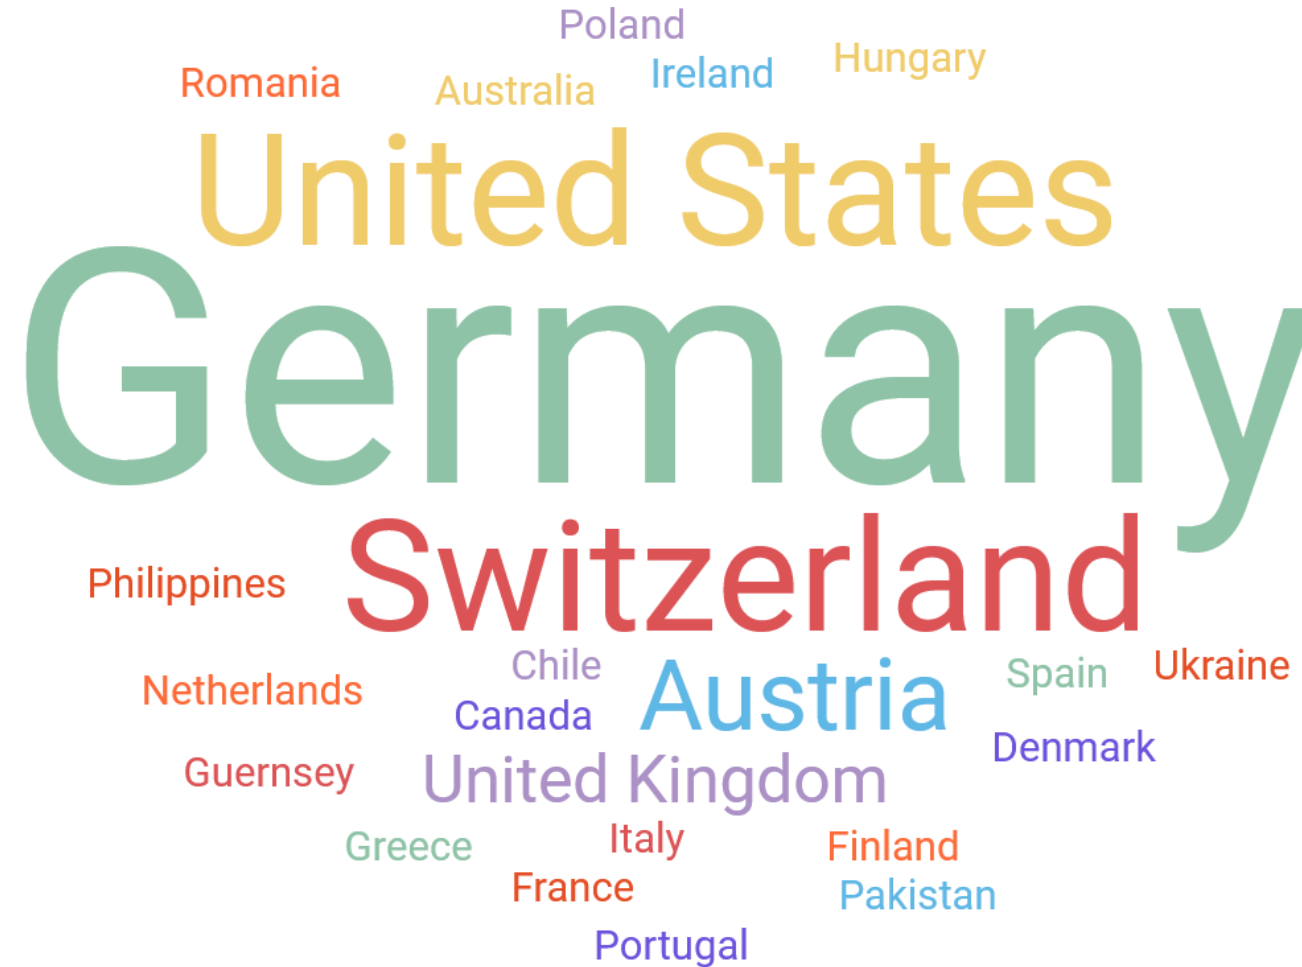 Poland
Hungary
Romania
Australia
Ireland
United States
Germany
Switzerland
Philippines
Chile
Austria
Spain
Ukraine
Netherlands
Canada
Denmark
Guernsey
United Kingdom
Greece
Italy
Finland
France
Pakistan
Portugal